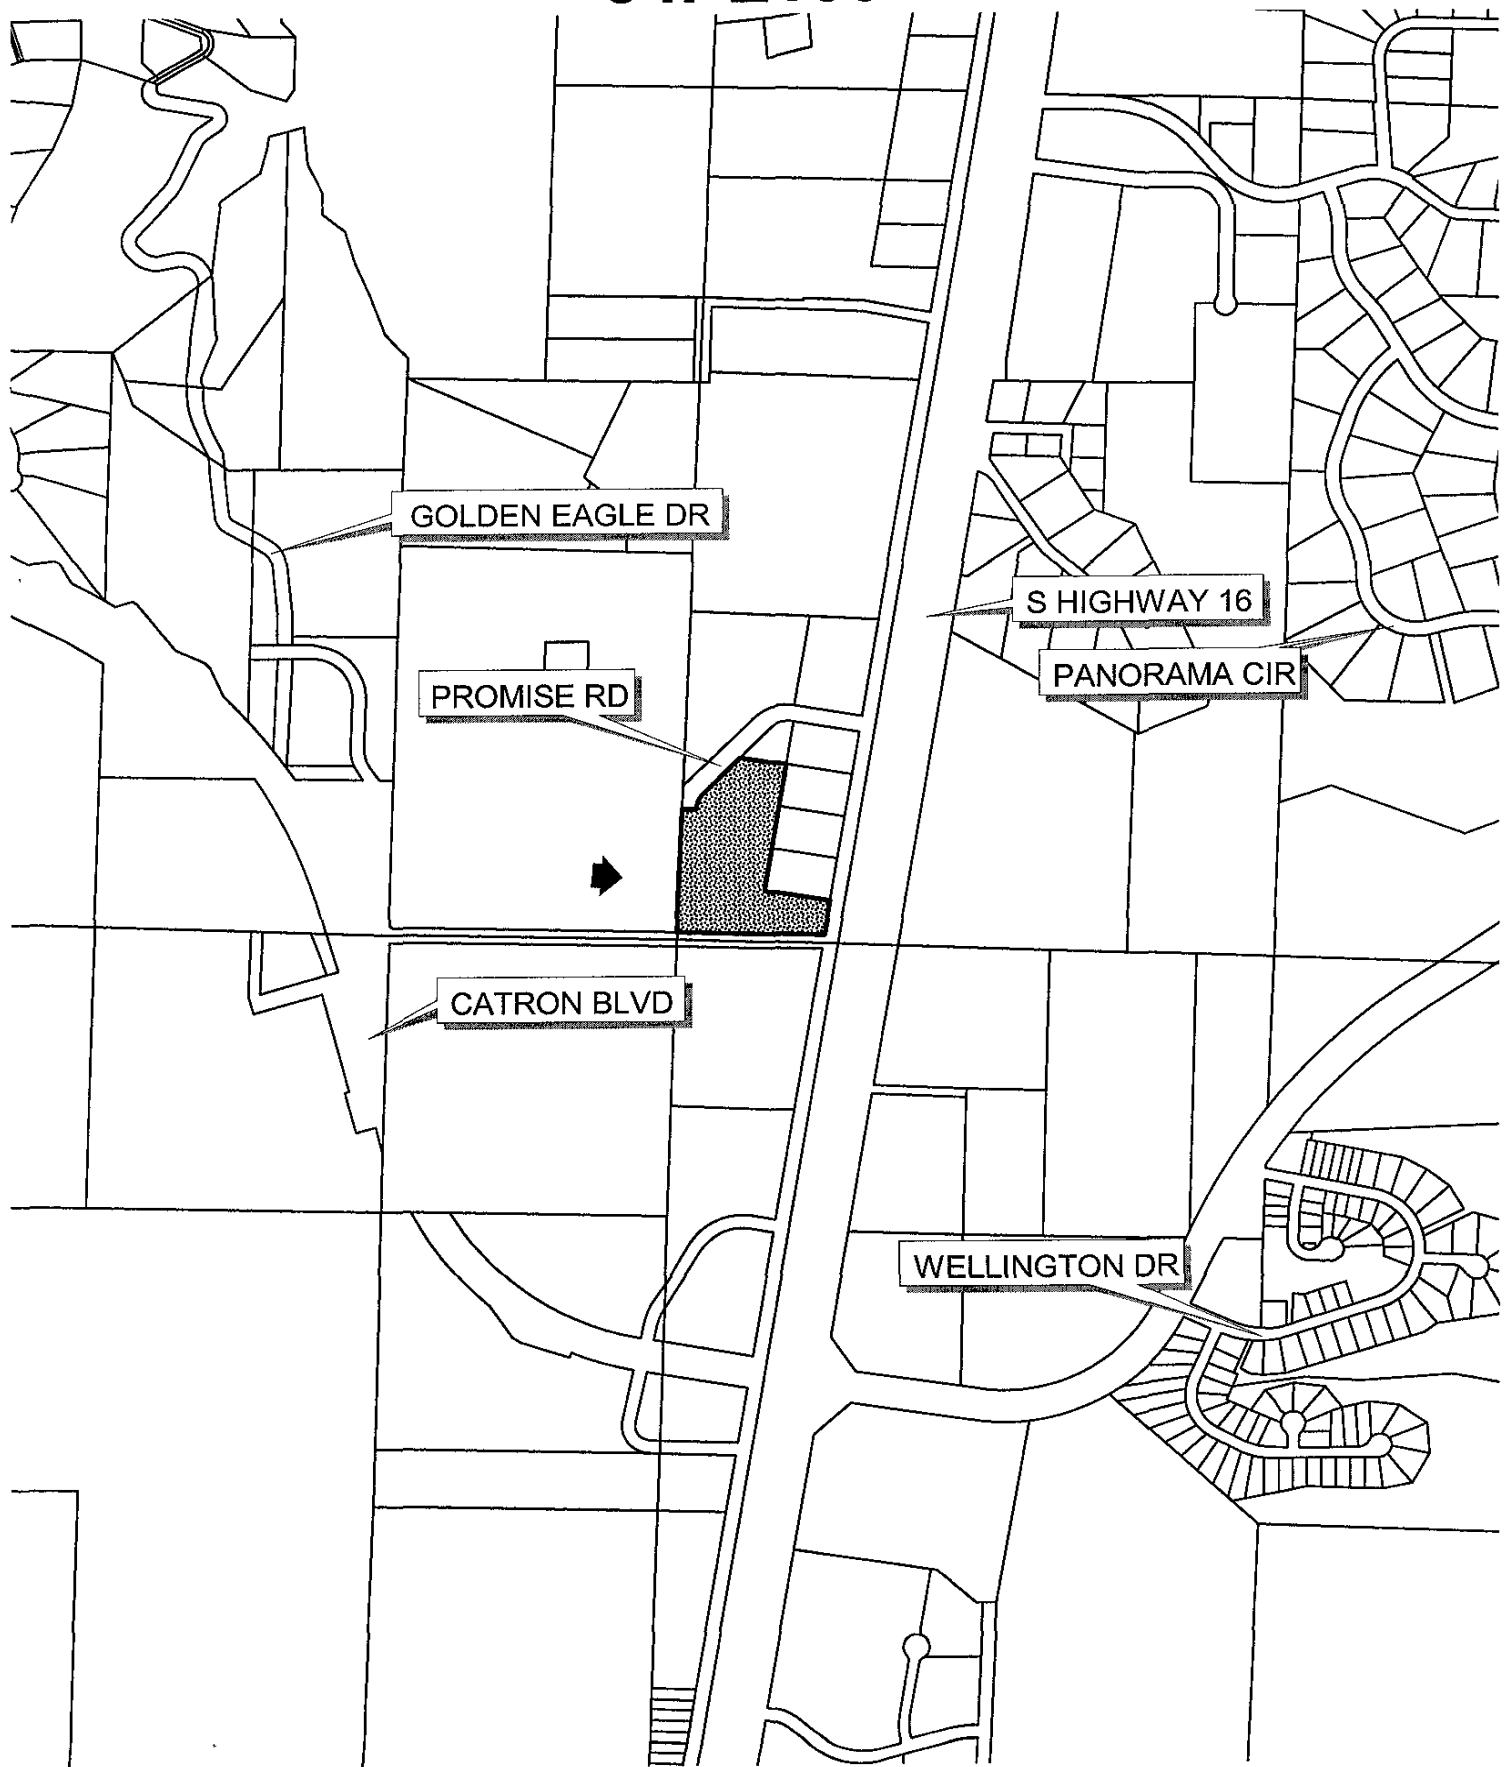 GOLDEN EAGLE DR
S HIGHWAY 16
PANORAMA CIR
PROMISE RD
CATRON BLVD
WELLINGTON DR